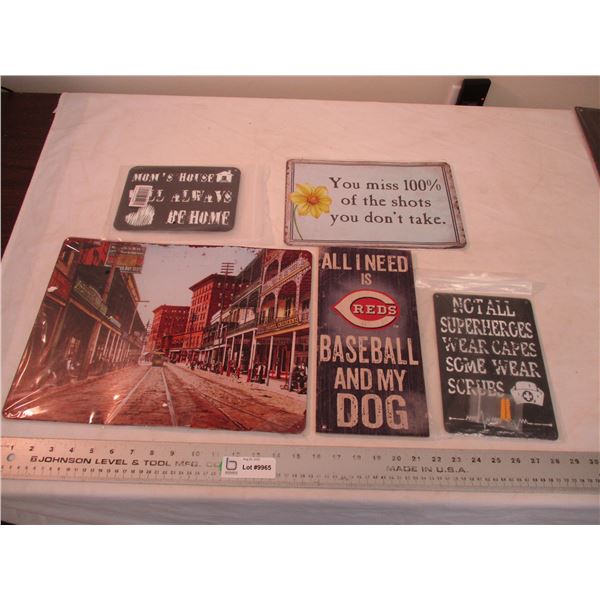 MOM'S HOUSE
ALWAYS
BE HOME
You miss 100%
of the shots
you don't take.
ALL I NEED
IS
REDS
BASEBALL
AND MY
DOG
NOT ALL
SUPERHEROES
WEAR CAPES
SOME WEAR
SCRUBS
JOHNSON LEVEL & TOOL MFG. CO
MADE IN U.S.A.
b
Lot #9965